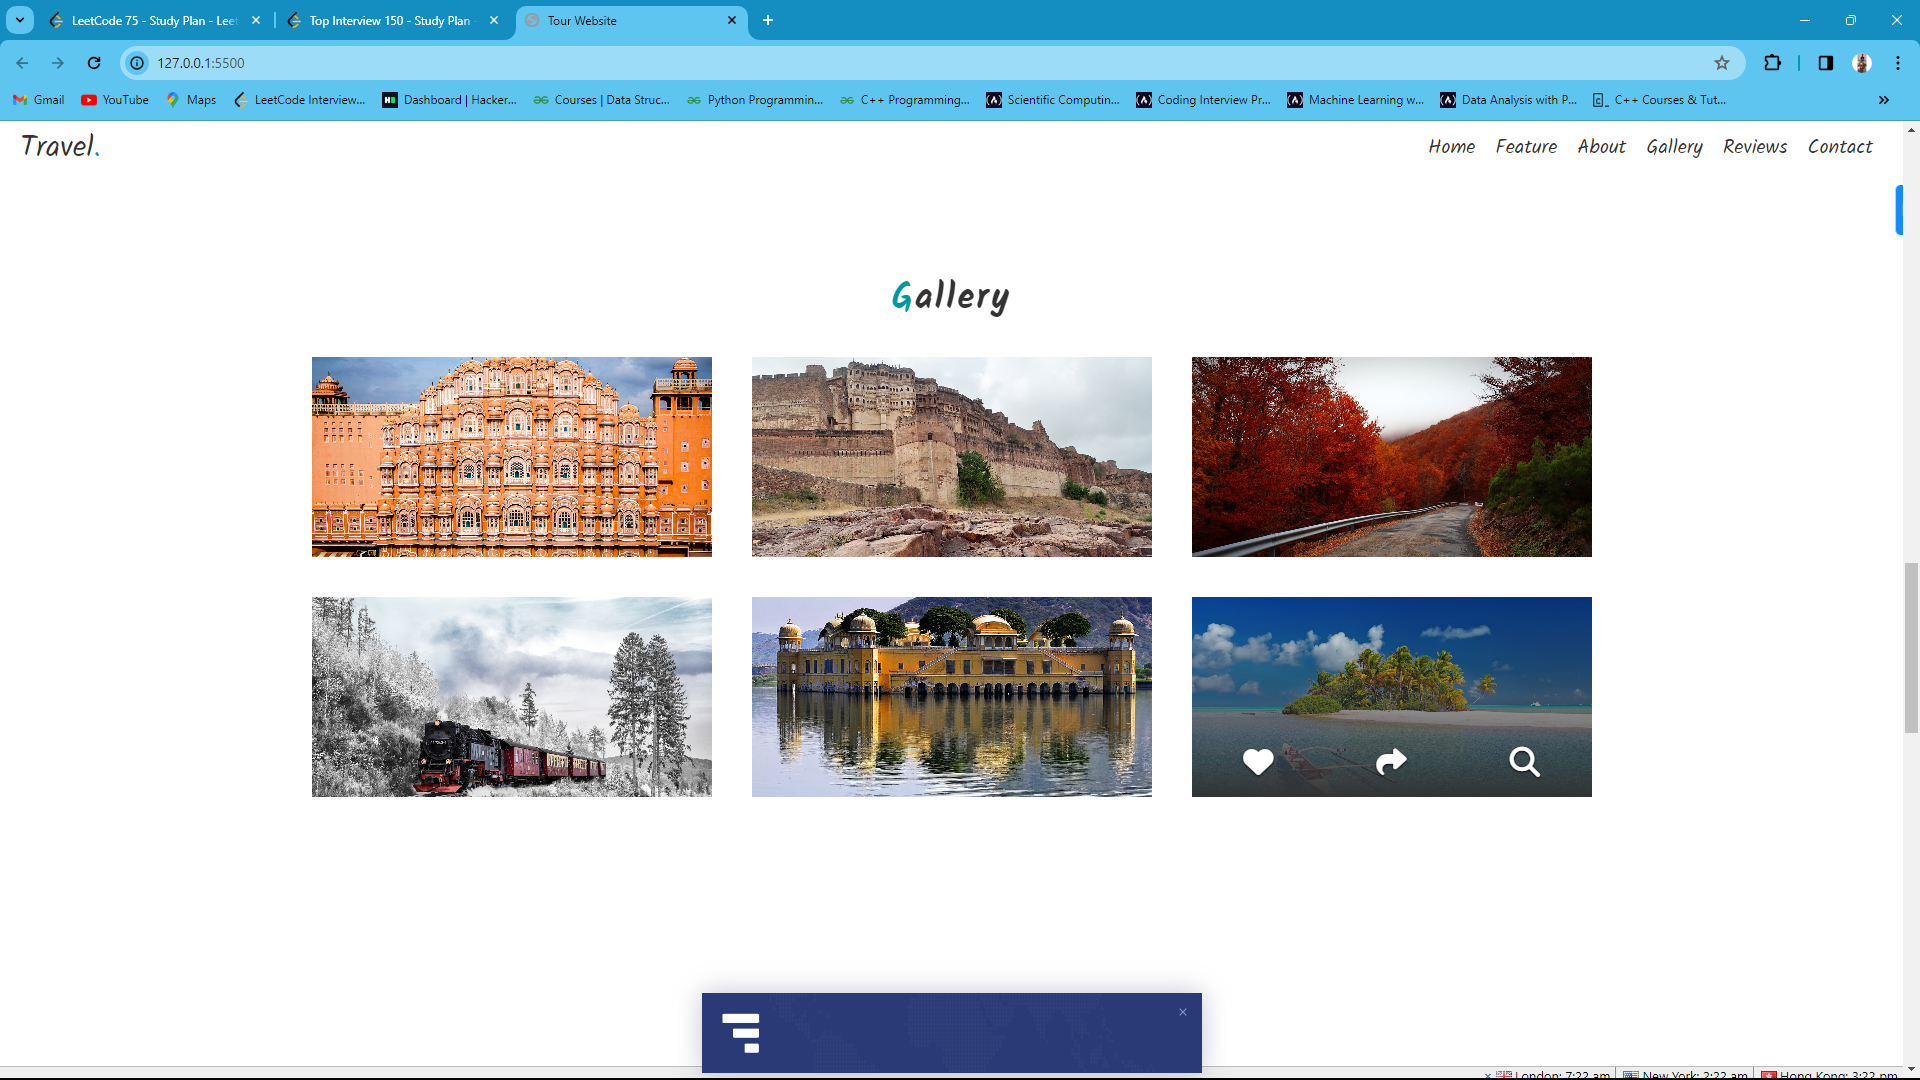 LeetCode 75 - Study Plan - Leet
Top Interview 150 - Study Plan -
Tour Website
127.0.0.1:5500
Gmail
YouTube
Maps
LeetCode Interview...
Dashboard | Hacker...
Courses | Data Struc...
Python Programmin...
C++ Programming...
Scientific Computin...
Coding Interview Pr...
Machine Learning w...
Data Analysis with P...
C++ Courses & Tut...
Travel.
Home
Feature
About
Gallery
Reviews
Contact
Gallery
London: 7:22 am
New York: 2:22 am
Hong Kong: 3:22 pm